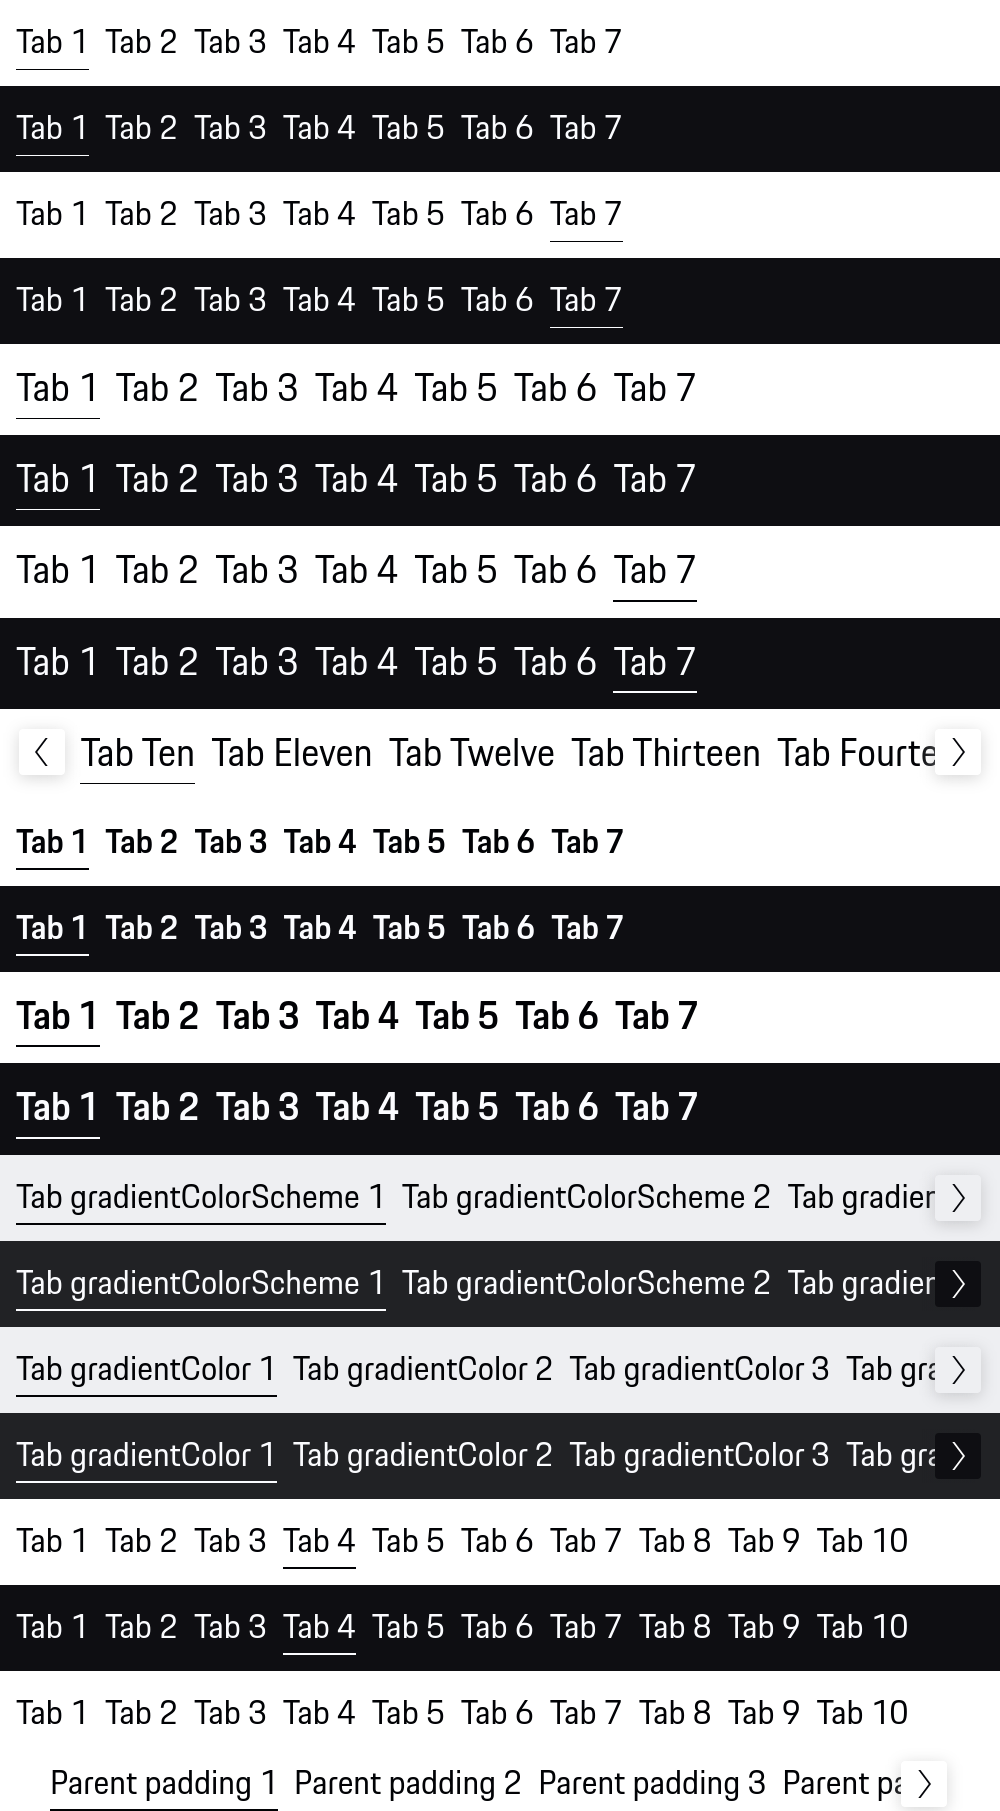 Tab 1 Tab 2 Tab 3 Tab 4 Tab 5 Tab 6 Tab 7
Tab 1 Tab 2 Tab 3 Tab 4 Tab 5 Tab 6 Tab 7
Tab 1 Tab 2 Tab 3 Tab 4 Tab 5 Tab 6 Tab 7
Tab 1 Tab 2 Tab 3 Tab 4 Tab 5 Tab 6 Tab 7
Tab 1 Tab 2 Tab 3 Tab 4 Tab 5 Tab 6 Tab 7
Tab 1 Tab 2 Tab 3 Tab 4 Tab 5 Tab 6 Tab 7
Tab 1 Tab 2 Tab 3 Tab 4 Tab 5 Tab 6 Tab 7
Tab 1 Tab 2 Tab 3 Tab 4 Tab 5 Tab 6 Tab 7
Tab Ten Tab Eleven Tab Twelve Tab Thirteen Tab Fourte
Tab 1 Tab 2 Tab 3 Tab 4 Tab 5 Tab 6 Tab 7
Tab 1 Tab 2 Tab 3 Tab 4 Tab 5 Tab 6 Tab 7
Tab 1 Tab 2 Tab 3 Tab 4 Tab 5 Tab 6 Tab 7
Tab 1 Tab 2 Tab 3 Tab 4 Tab 5 Tab 6 Tab 7
Tab gradientColorScheme 1 Tab gradientColorScheme 2 Tab gradien
Tab gradientColorScheme 1 Tab gradientColorScheme 2 Tab gradien
Tab gradientColor 1 Tab gradientColor 2 Tab gradientColor 3 Tab gra
Tab gradientColor 1 Tab gradientColor 2 Tab gradientColor 3 Tab gra
Tab 1 Tab 2 Tab 3 Tab 4 Tab 5 Tab 6 Tab 7 Tab 8 Tab 9 Tab 10
Tab 1 Tab 2 Tab 3 Tab 4 Tab 5 Tab 6 Tab 7 Tab 8 Tab 9 Tab 10
Tab 1 Tab 2 Tab 3 Tab 4 Tab 5 Tab 6 Tab 7 Tab 8 Tab 9 Tab 10
Parent padding 1 Parent padding 2 Parent padding 3 Parent pa